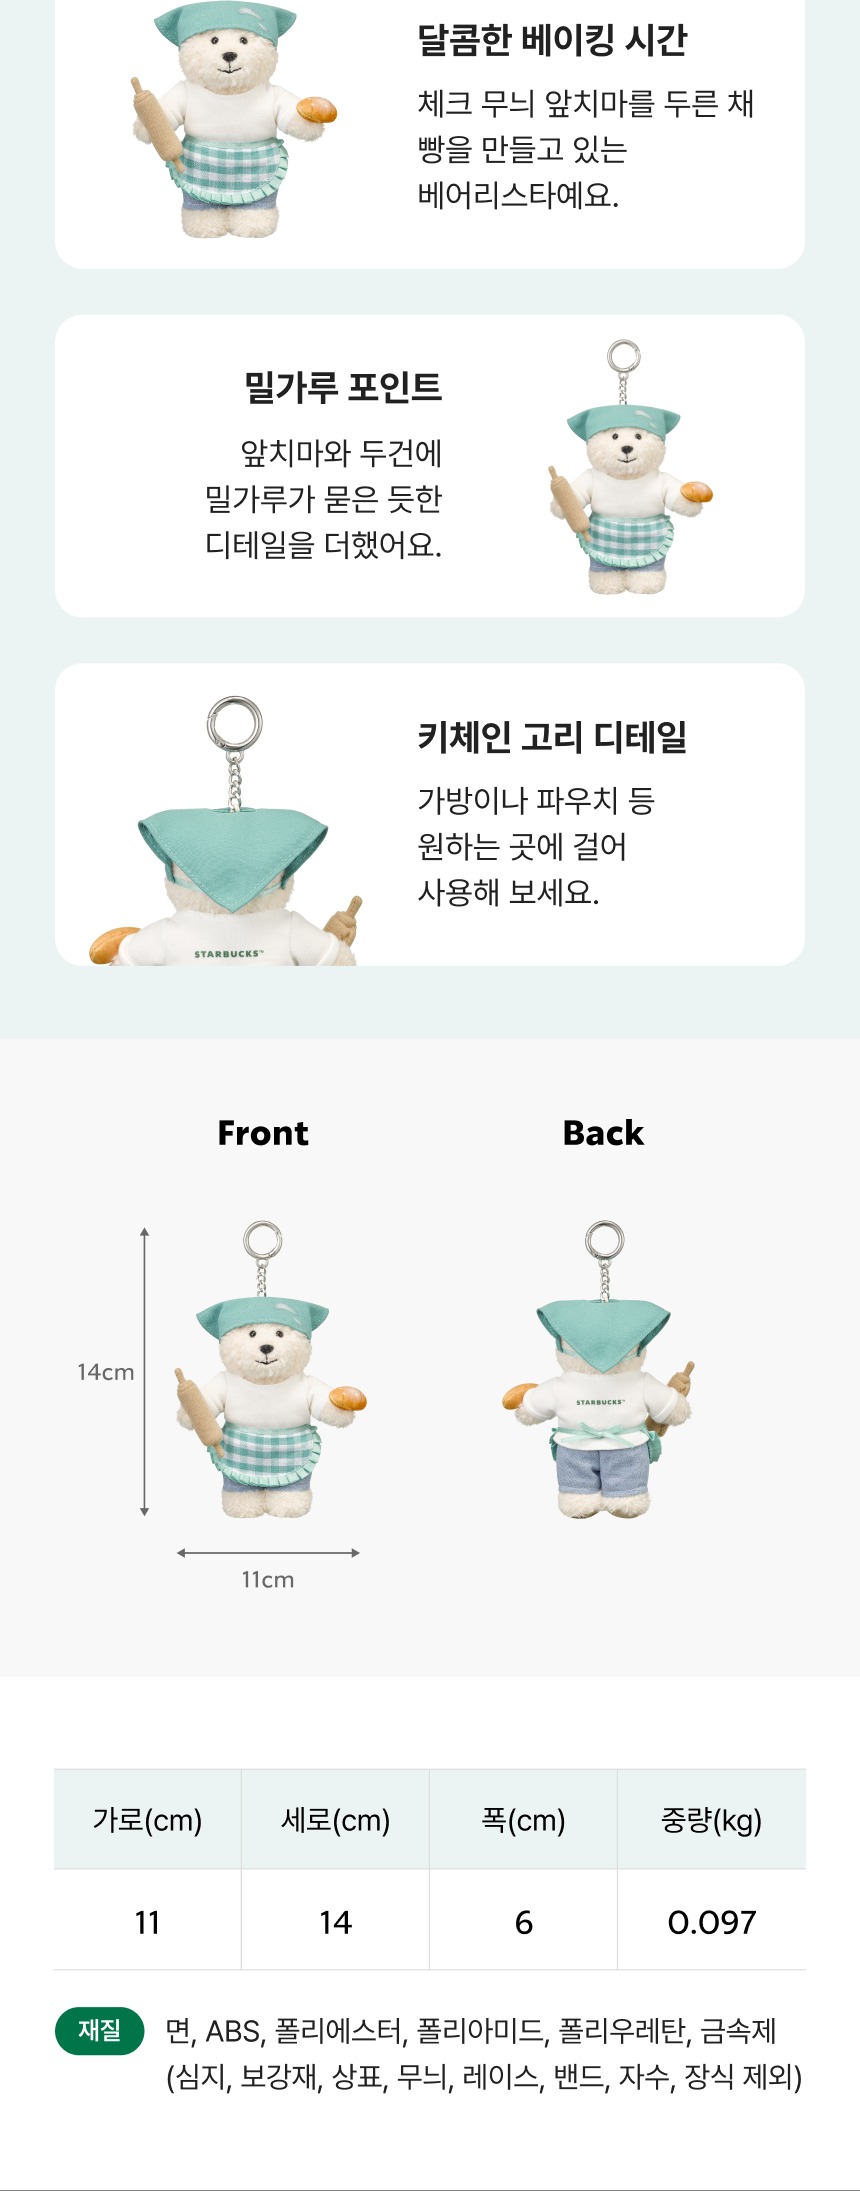 달콤한 베이킹 시간
체크 무늬 앞치마를 두른 채
빵을 만들고 있는
베어리스타예요.
밀가루 포인트
앞치마와 두건에
밀가루가 묻은 듯한
디테일을 더했어요.
키체인 고리 디테일
가방이나 파우치 등
원하는 곳에 걸어
사용해 보세요.
STARBUCKS™
Front
Back
14cm
STARBUCKS™
11cm
가로(cm) 세로(cm) 폭(cm) 중량(kg)
11 14 6 0.097
재질 면, ABS, 폴리에스터, 폴리아미드, 폴리우레탄, 금속제
(심지, 보강재, 상표, 무늬, 레이스, 밴드, 자수, 장식 제외)